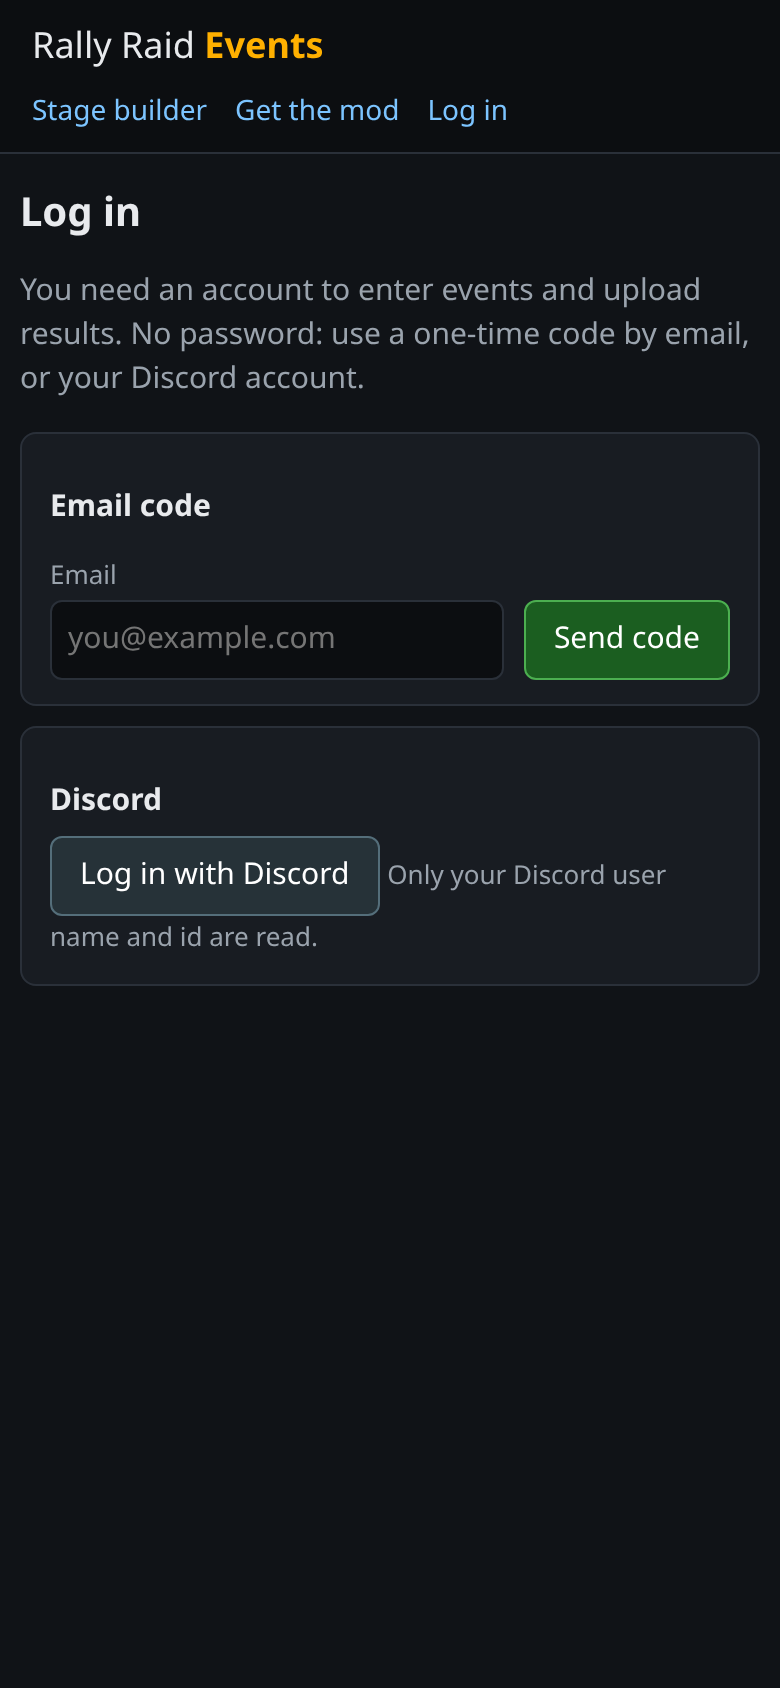 Rally Raid Events
Stage builder Get the mod Log in
Log in
You need an account to enter events and upload
results. No password: use a one-time code by email,
or your Discord account.
Email code
Email
you@example.com Send code
Discord
Log in with Discord Only your Discord user
name and id are read.